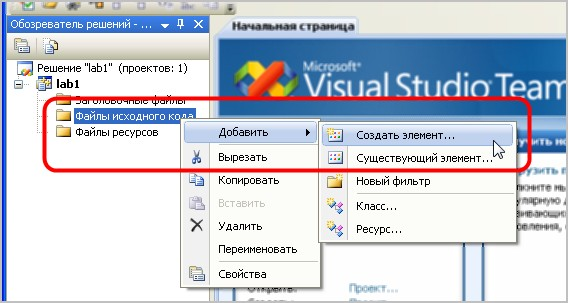 Обозреватель решений - ...
Начальная страница
Решение "lab1" (проектов: 1)
lab1
Заголовочные файлы
Файлы исходного кода
Файлы ресурсов
Microsoft®
Visual Studio Team
Добавить
Вырезать
Копировать
Вставить
Удалить
Переименовать
Свойства
Создать элемент...
Существующий элемент...
Новый фильтр
Класс...
Ресурс...
Проект...